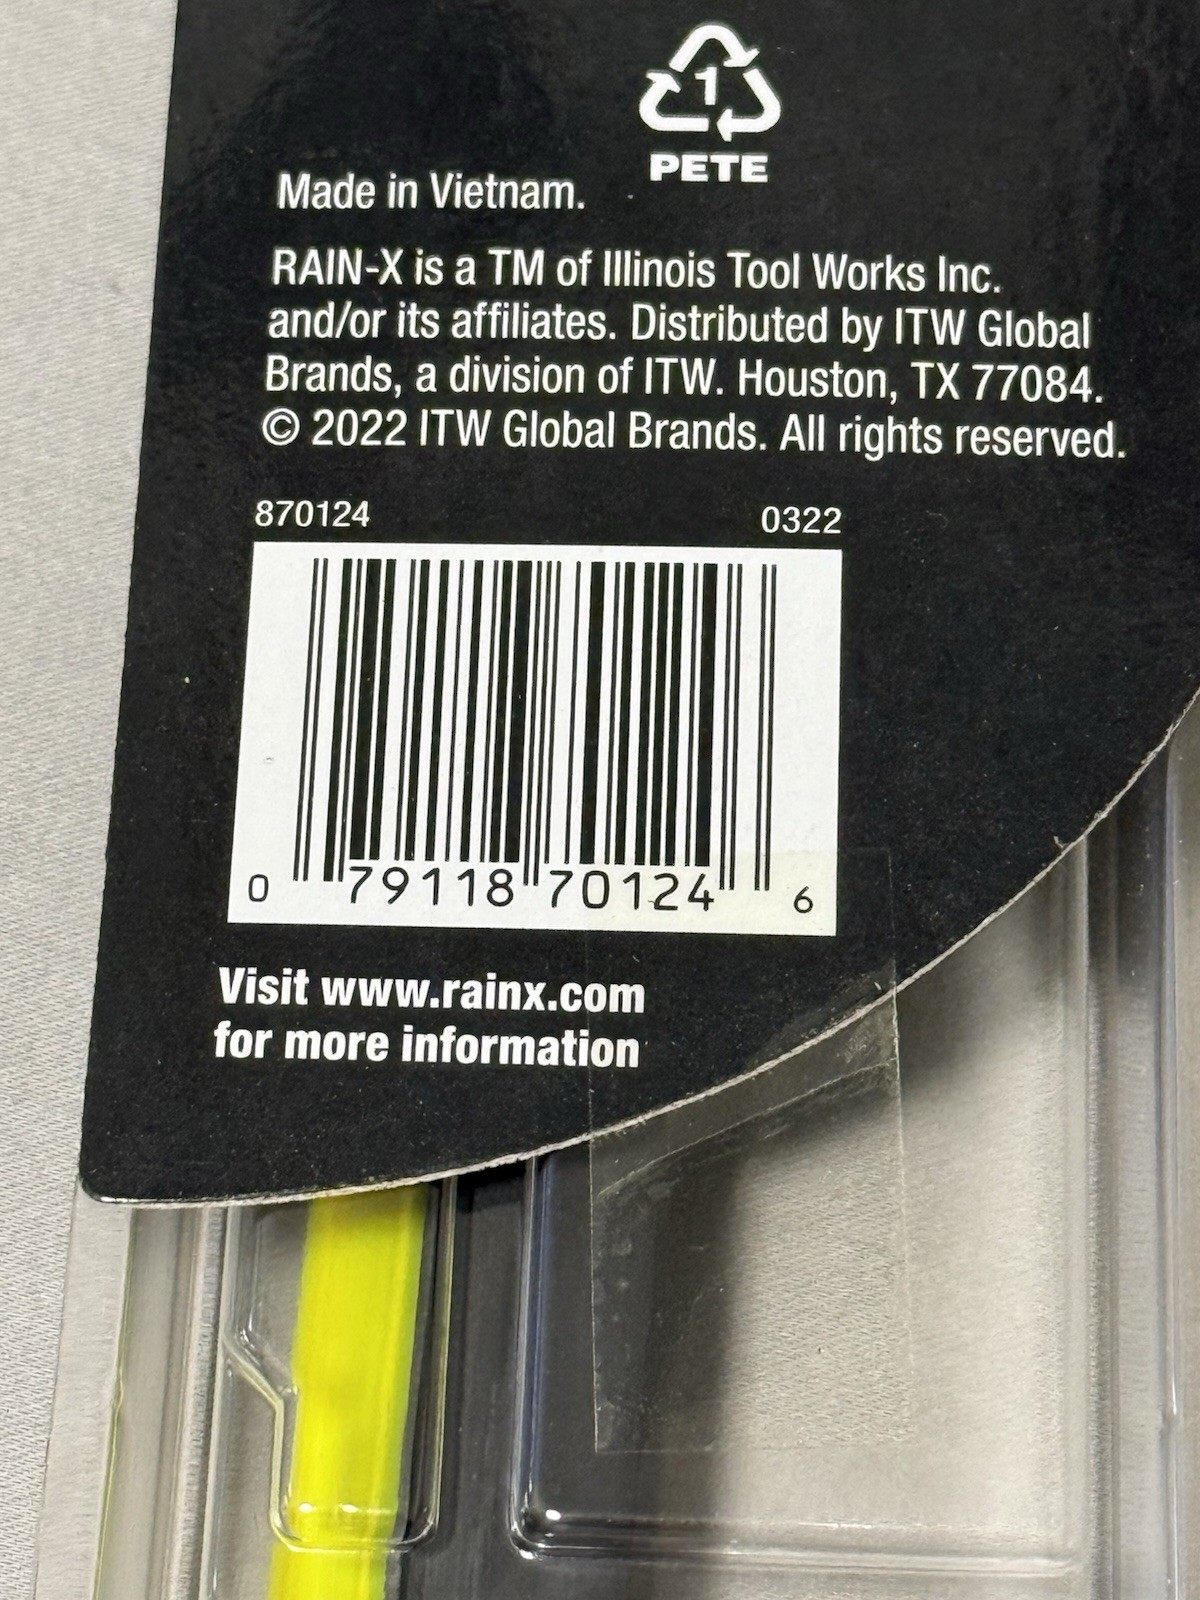 1
PETE
Made in Vietnam.
RAIN-X is a TM of Illinois Tool Works Inc.
and/or its affiliates. Distributed by ITW Global
Brands, a division of ITW. Houston, TX 77084.
© 2022 ITW Global Brands. All rights reserved.
870124 0322
0 79118 70124 6
Visit www.rainx.com
for more information